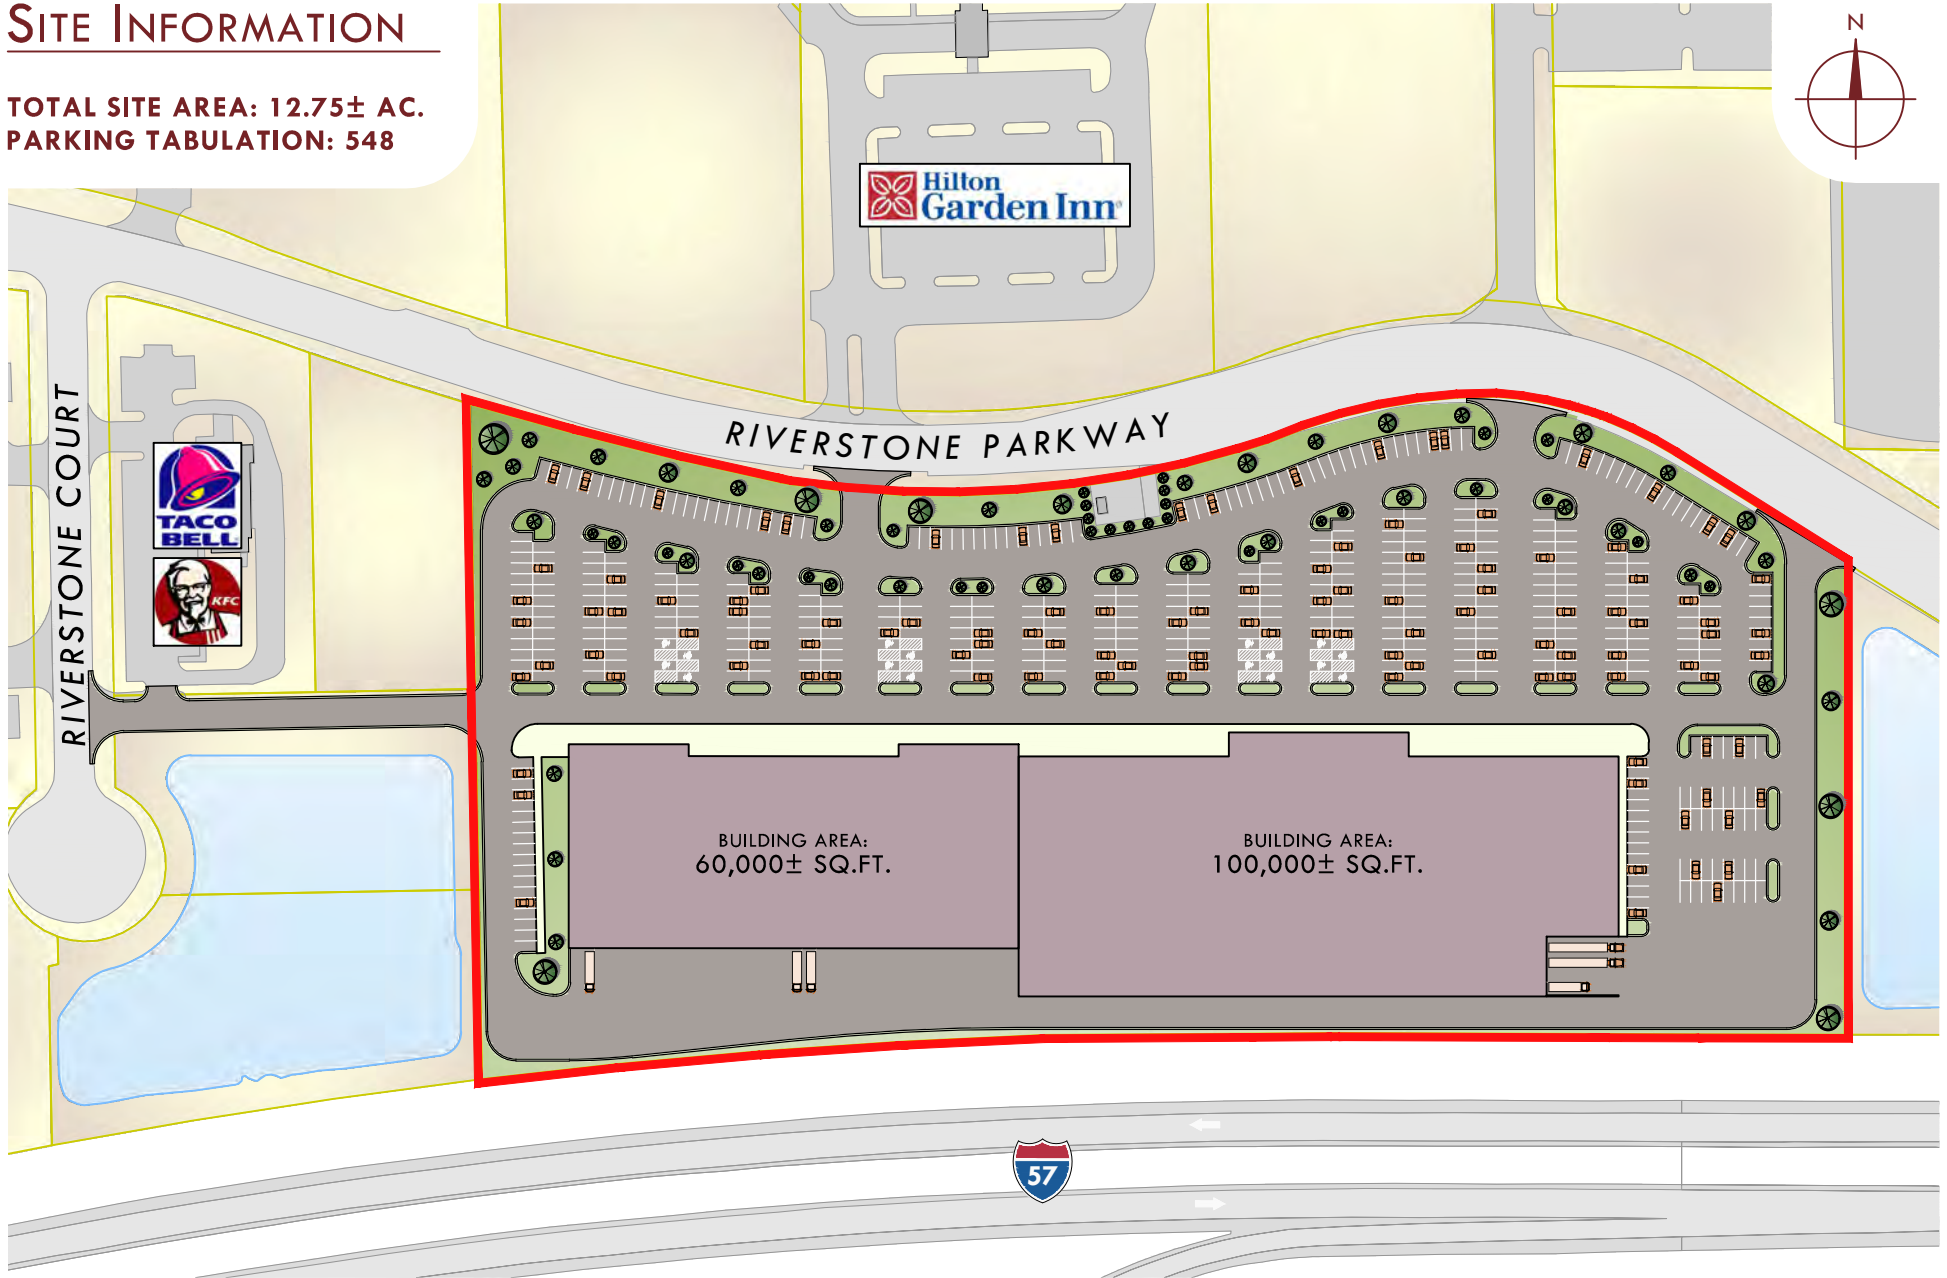 SITE INFORMATION
TOTAL SITE AREA: 12.75± AC.
PARKING TABULATION: 548
N
Hilton
Garden Inn
RIVERSTONE PARKWAY
RIVERSTONE COURT
TACO
BELL
KFC
BUILDING AREA:
60,000± SQ.FT.
BUILDING AREA:
100,000± SQ.FT.
57